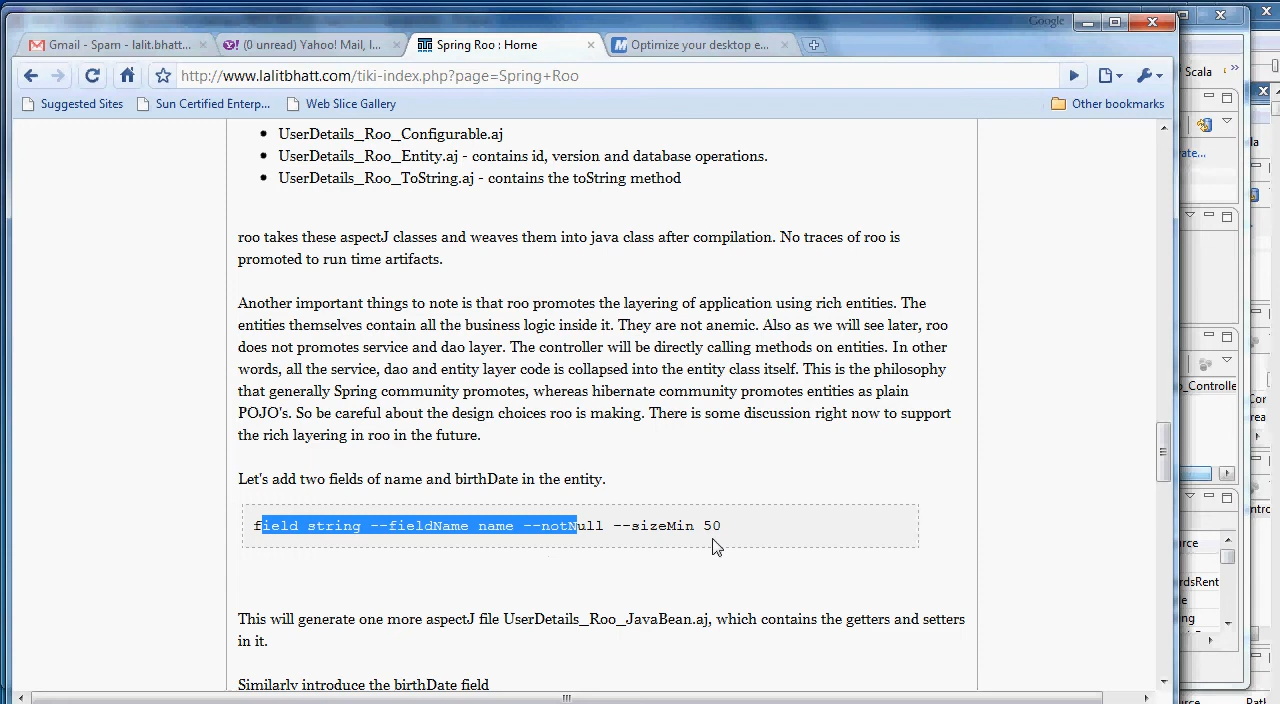 Google
Gmail - Spam - lalit.bhatt...
(0 unread) Yahoo! Mail, l...
Spring Roo : Home
Optimize your desktop e...
http://www.lalitbhatt.com/tiki-index.php?page=Spring+Roo
Scala
Suggested Sites
Sun Certified Enterp...
Web Slice Gallery
Other bookmarks
UserDetails_Roo_Configurable.aj
UserDetails_Roo_Entity.aj - contains id, version and database operations.
UserDetails_Roo_ToString.aj - contains the toString method
roo takes these aspectJ classes and weaves them into java class after compilation. No traces of roo is
promoted to run time artifacts.
Another important things to note is that roo promotes the layering of application using rich entities. The
entities themselves contain all the business logic inside it. They are not anemic. Also as we will see later, roo
does not promotes service and dao layer. The controller will be directly calling methods on entities. In other
words, all the service, dao and entity layer code is collapsed into the entity class itself. This is the philosophy
that generally Spring community promotes, whereas hibernate community promotes entities as plain
POJO's. So be careful about the design choices roo is making. There is some discussion right now to support
the rich layering in roo in the future.
Let's add two fields of name and birthDate in the entity.
field string --fieldName name --notNull --sizeMin 50
This will generate one more aspectJ file UserDetails_Roo_JavaBean.aj, which contains the getters and setters
in it.
Similarly introduce the birthDate field
ate...
o_Controlle
urce
rdsRent
ng